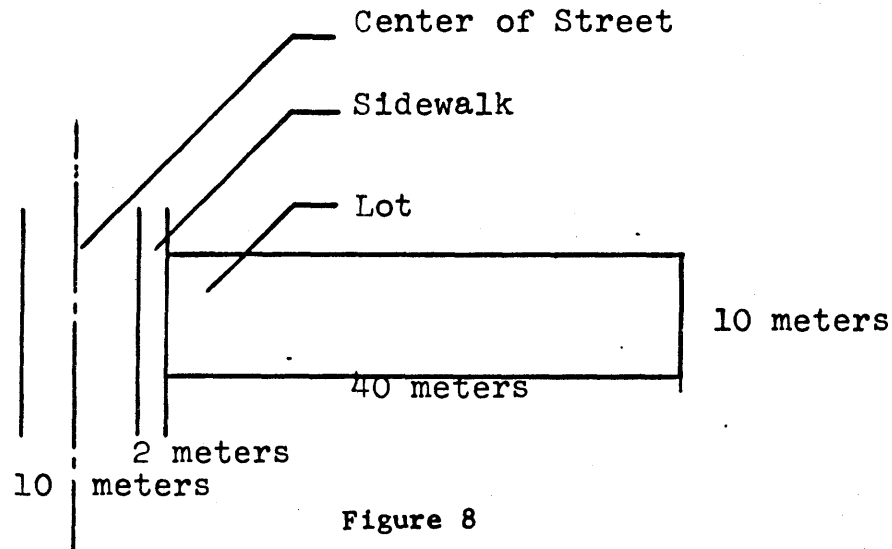 Center of Street
Sidewalk
Lot
10 meters
40 meters
2 meters
10 meters
Figure 8